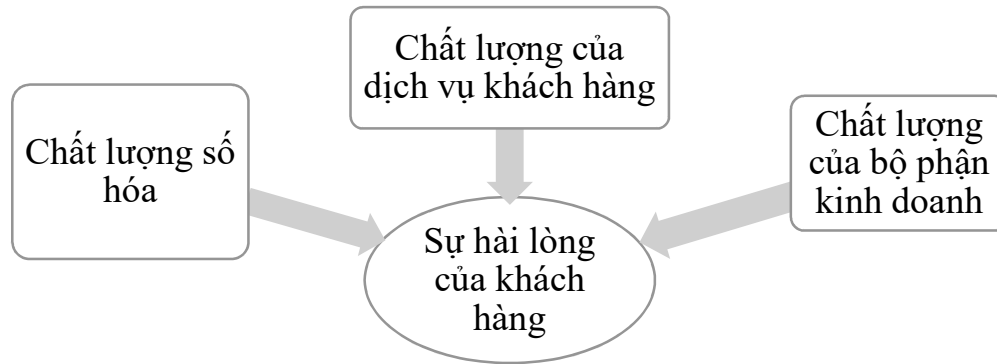 Chất lượng số
hóa
Chất lượng của
dịch vụ khách hàng
Chất lượng
của bộ phận
kinh doanh
Sự hài lòng
của khách
hàng